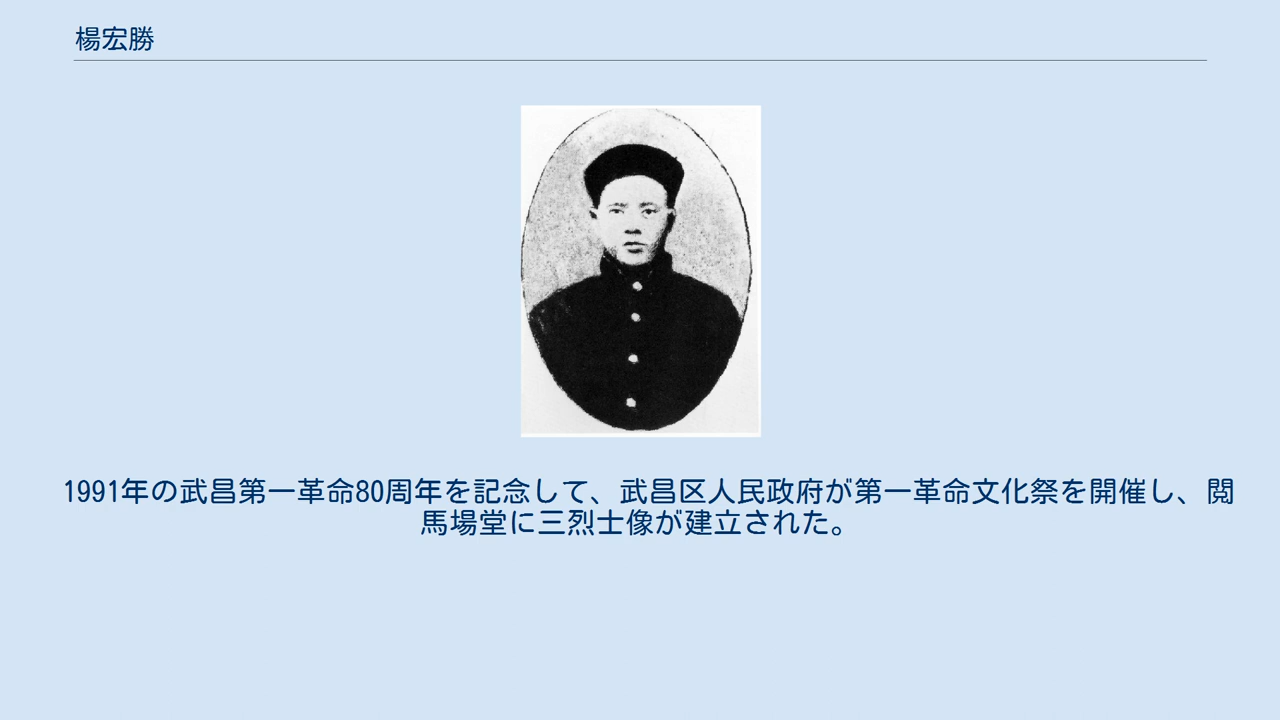 楊宏勝
1991年の武昌第一革命80周年を記念して、武昌区人民政府が第一革命文化祭を開催し、閲
馬場堂に三烈士像が建立された。